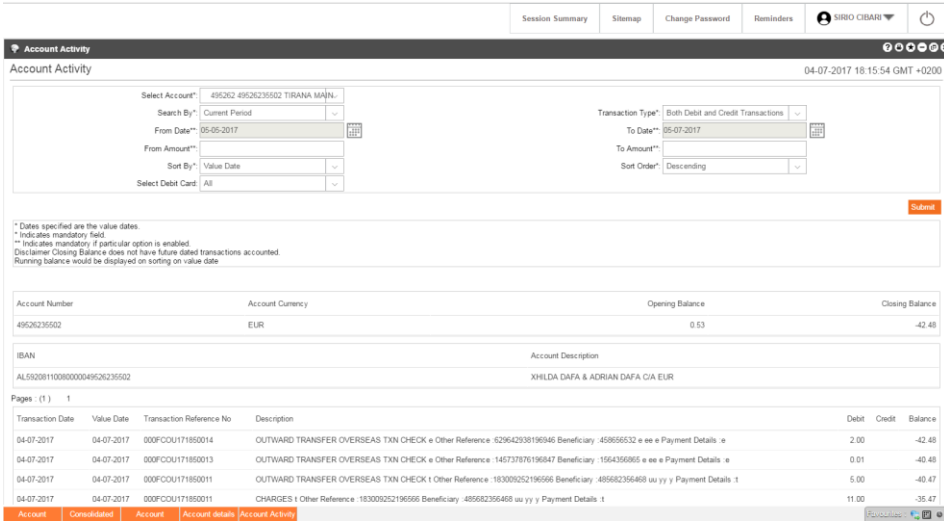 Session Summary Sitemap Change Password Reminders SIRIO CIBARI
Account Activity
Account Activity 04-07-2017 18:15:54 GMT +0200
Select Account*: 495262 49526235502 TIRANA MAIN
Search By*: Current Period Transaction Type*: Both Debit and Credit Transactions
From Date**: 05-05-2017 To Date**: 05-07-2017
From Amount**: To Amount**:
Sort By*: Value Date Sort Order*: Descending
Select Debit Card: All
Submit
* Dates specified are the value dates.
* Indicates mandatory field.
** Indicates mandatory if particular option is enabled.
Disclaimer Closing Balance does not have future dated transactions accounted.
Running balance would be displayed on sorting on value date
Account Number Account Currency Opening Balance Closing Balance
49526235502 EUR 0.53 -42.48
IBAN Account Description
AL59208110080000049526235502 XHILDA DAFA & ADRIAN DAFA C/A EUR
Pages : (1 ) 1
Transaction Date Value Date Transaction Reference No Description Debit Credit Balance
04-07-2017 04-07-2017 000FCOU171850014 OUTWARD TRANSFER OVERSEAS TXN CHECK e Other Reference :629642938196946 Beneficiary :458656532 e ee e Payment Details :e 2.00 -42.48
04-07-2017 04-07-2017 000FCOU171850013 OUTWARD TRANSFER OVERSEAS TXN CHECK e Other Reference :145737876196847 Beneficiary :1564356865 e ee e Payment Details :e 0.01 -40.48
04-07-2017 04-07-2017 000FCOU171850011 OUTWARD TRANSFER OVERSEAS TXN CHECK t Other Reference :183009252196566 Beneficiary :485682356468 uu yy y Payment Details :t 5.00 -40.47
04-07-2017 04-07-2017 000FCOU171850011 CHARGES t Other Reference :183009252196566 Beneficiary :485682356468 uu yy y Payment Details :t 11.00 -35.47
Account Consolidated Account Account details Account Activity Favourites :